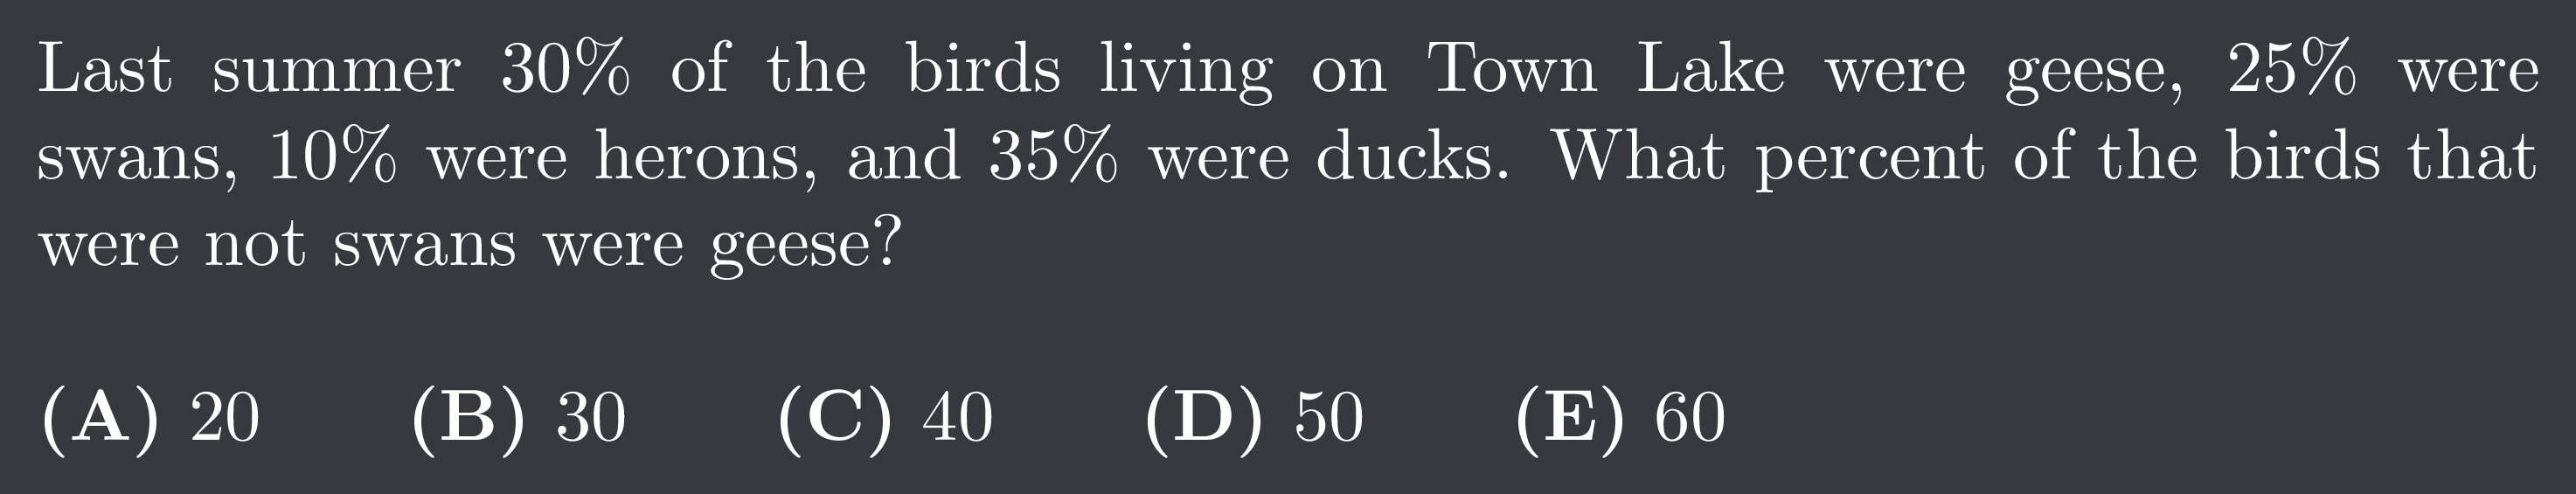 Last summer 30% of the birds living on Town Lake were geese, 25% were
swans, 10% were herons, and 35% were ducks. What percent of the birds that
were not swans were geese?
(A) 20 (B) 30 (C) 40 (D) 50 (E) 60